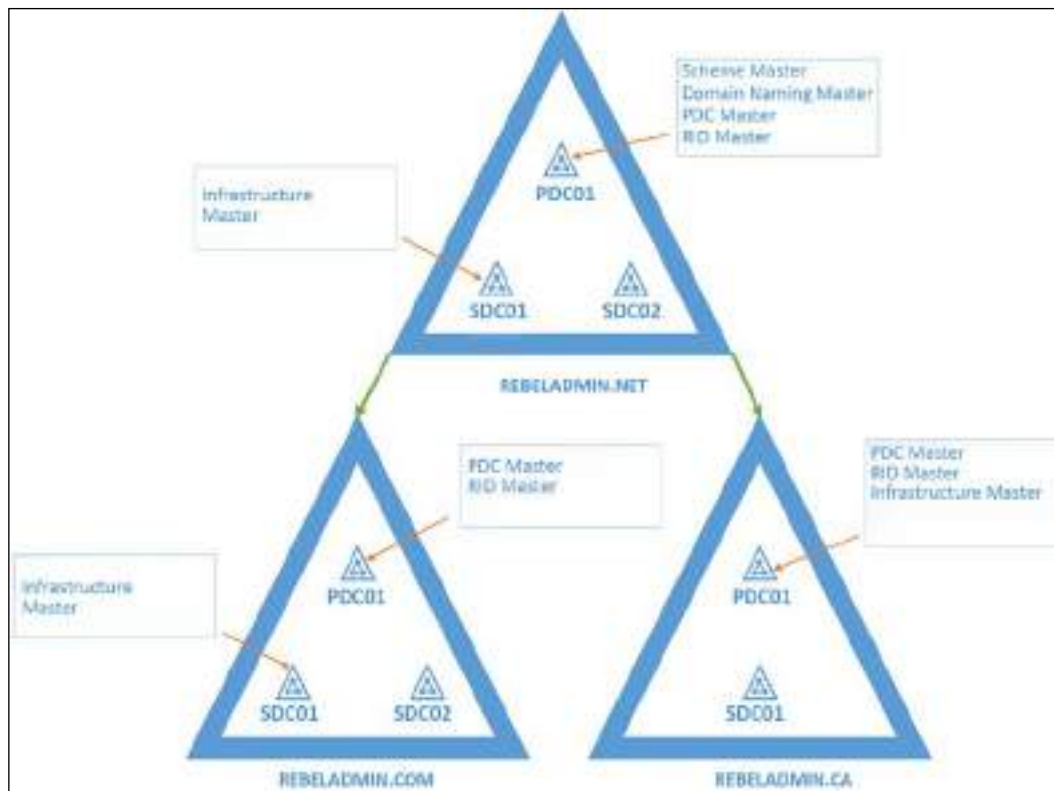 Scheme Master
Domain Naming Master
PDC Master
RID Master
Infrastructure
Master
PDC01
SDC01
SDC02
REBELADMIN.NET
PDC Master
RID Master
PDC Master
RID Master
Infrastructure Master
Infrastructure
Master
PDC01
PDC01
SDC01
SDC02
SDC01
REBELADMIN.COM
REBELADMIN.CA